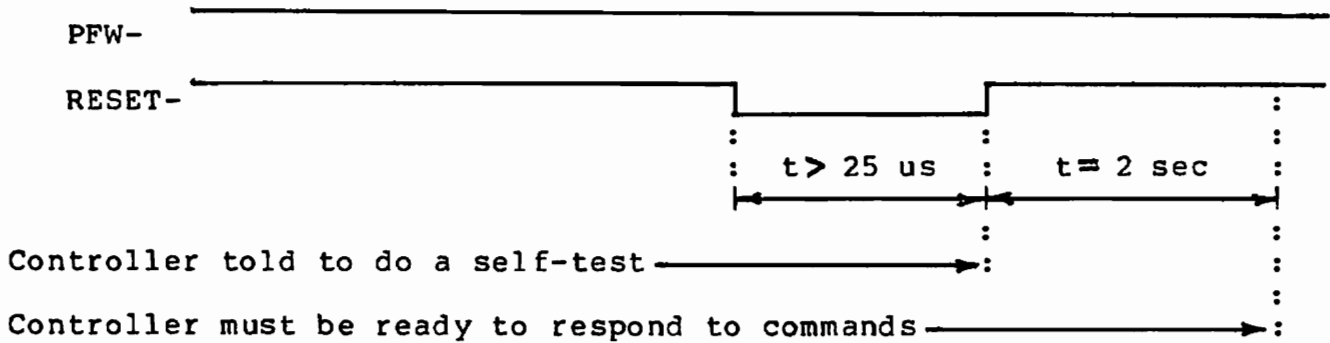 PFW-
RESET-
t> 25 us t= 2 sec
Controller told to do a self-test
Controller must be ready to respond to commands